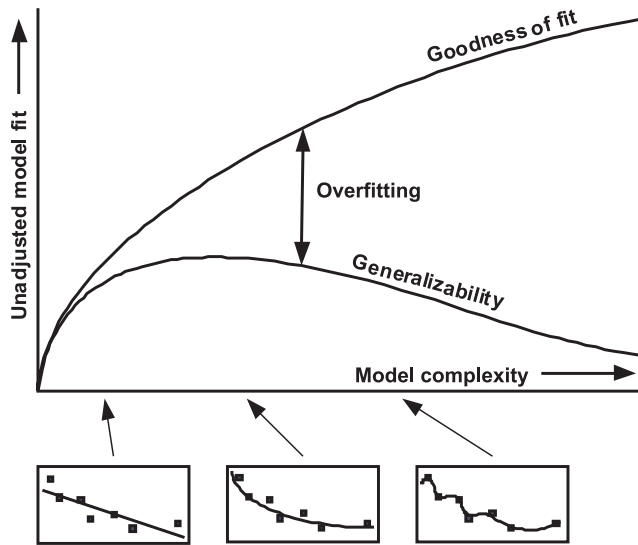 Goodness of fit
Unadjusted model fit
Overfitting
Generalizability
Model complexity